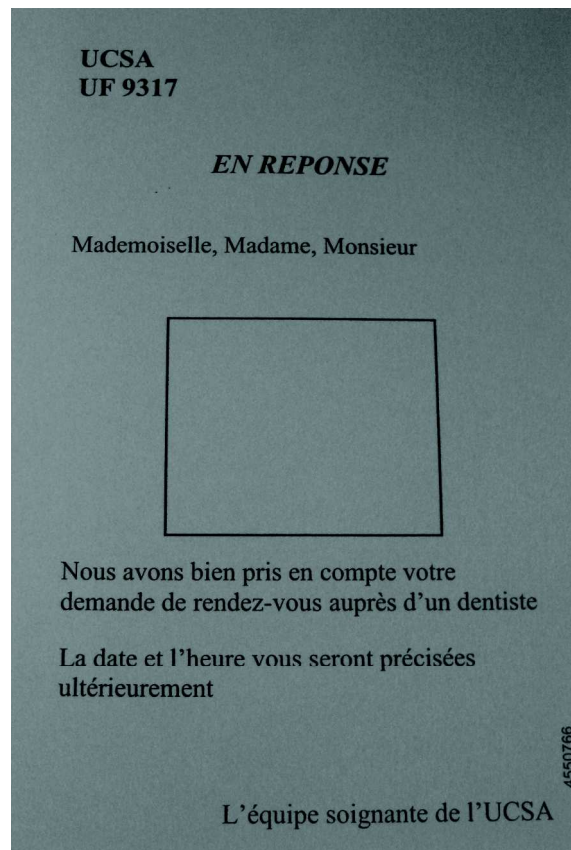 UCSA
UF 9317
EN REPONSE
Mademoiselle, Madame, Monsieur
Nous avons bien pris en compte votre
demande de rendez-vous auprès d'un dentiste
La date et l'heure vous seront précisées
ultérieurement
4550766
L'équipe soignante de l'UCSA